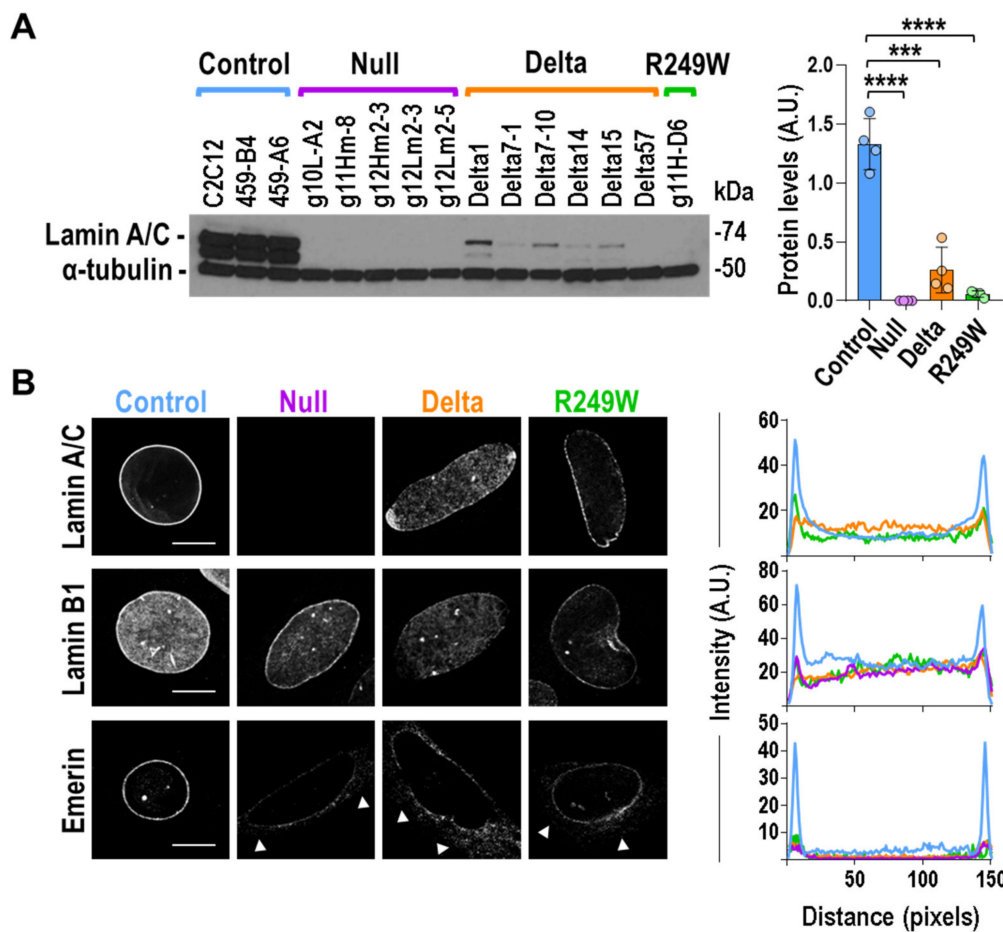 A
Control Null Delta R249W
C2C12 459-B4 459-A6 g10L-A2 g11Hm-8 g12Hm2-3 g12Lm2-3 g12Lm2-5 Delta1 Delta7-1 Delta7-10 Delta14 Delta15 Delta57 g11H-D6
kDa
Lamin A/C - -74
α-tubulin - -50
**** 
***
****
Protein levels (A.U.)
2.0
1.5
1.0
0.5
0.0
Control Null Delta R249W
B
Control Null Delta R249W
Lamin A/C
Lamin B1
Emerin
Intensity (A.U.)
60
40
20
80
60
40
20
50
40
30
20
10
50 100 150
Distance (pixels)